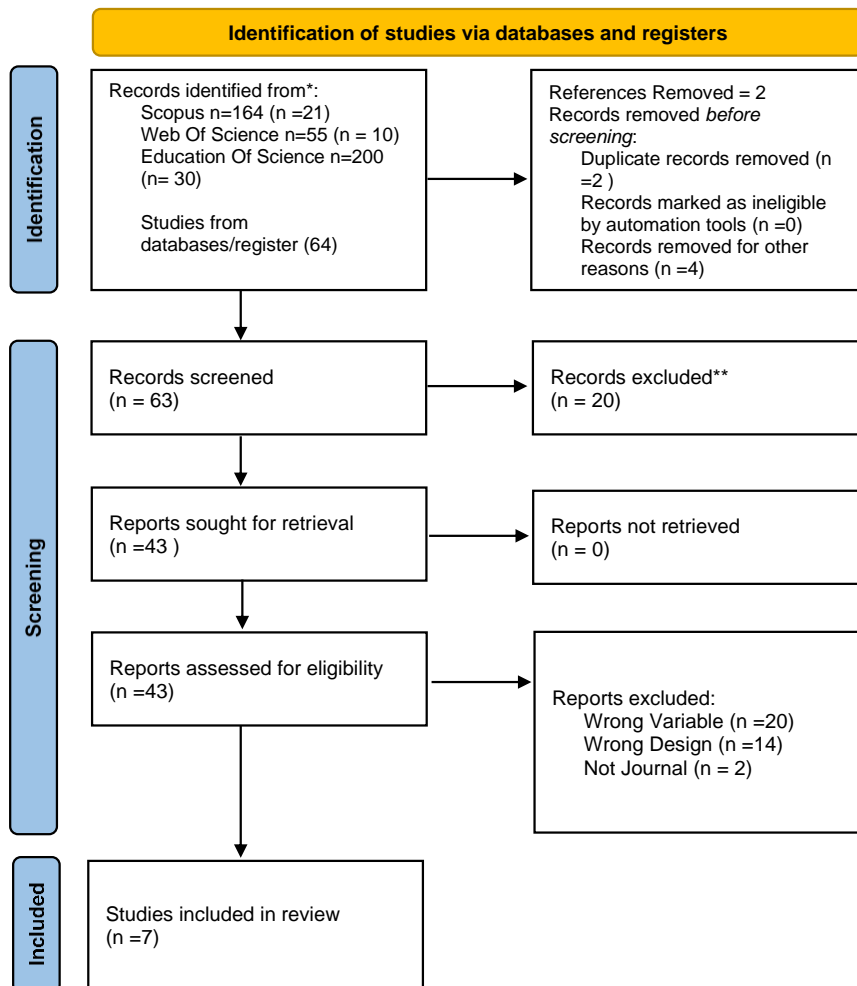 Identification of studies via databases and registers
Identification
Records identified from*:
Scopus n=164 (n =21)
Web Of Science n=55 (n = 10)
Education Of Science n=200
(n= 30)
Studies from
databases/register (64)
References Removed = 2
Records removed before
screening:
Duplicate records removed (n
=2 )
Records marked as ineligible
by automation tools (n =0)
Records removed for other
reasons (n =4)
Screening
Records screened
(n = 63)
Records excluded**
(n = 20)
Reports sought for retrieval
(n =43 )
Reports not retrieved
(n = 0)
Reports assessed for eligibility
(n =43)
Reports excluded:
Wrong Variable (n =20)
Wrong Design (n =14)
Not Journal (n = 2)
Included
Studies included in review
(n =7)